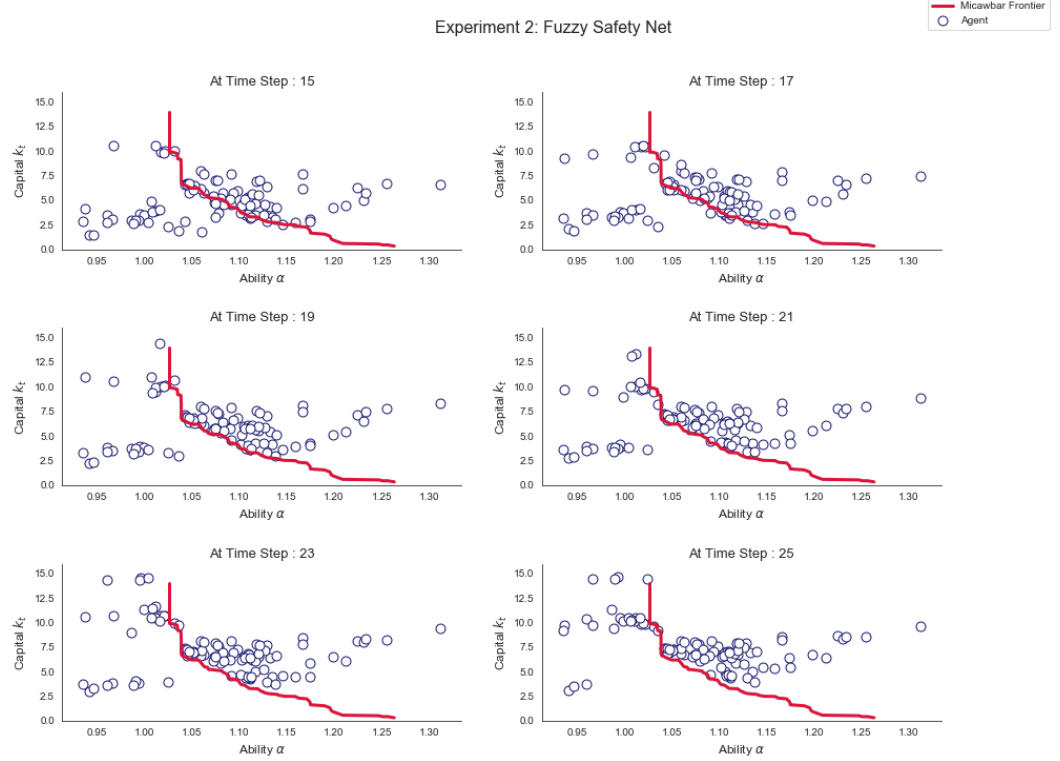 Micawbar Frontier
Agent
Experiment 2: Fuzzy Safety Net
At Time Step : 15
15.0
12.5
10.0
7.5
5.0
2.5
0.0
Capital kₜ
0.95 1.00 1.05 1.10 1.15 1.20 1.25 1.30
Ability α
At Time Step : 17
15.0
12.5
10.0
7.5
5.0
2.5
0.0
Capital kₜ
0.95 1.00 1.05 1.10 1.15 1.20 1.25 1.30
Ability α
At Time Step : 19
15.0
12.5
10.0
7.5
5.0
2.5
0.0
Capital kₜ
0.95 1.00 1.05 1.10 1.15 1.20 1.25 1.30
Ability α
At Time Step : 21
15.0
12.5
10.0
7.5
5.0
2.5
0.0
Capital kₜ
0.95 1.00 1.05 1.10 1.15 1.20 1.25 1.30
Ability α
At Time Step : 23
15.0
12.5
10.0
7.5
5.0
2.5
0.0
Capital kₜ
0.95 1.00 1.05 1.10 1.15 1.20 1.25 1.30
Ability α
At Time Step : 25
15.0
12.5
10.0
7.5
5.0
2.5
0.0
Capital kₜ
0.95 1.00 1.05 1.10 1.15 1.20 1.25 1.30
Ability α